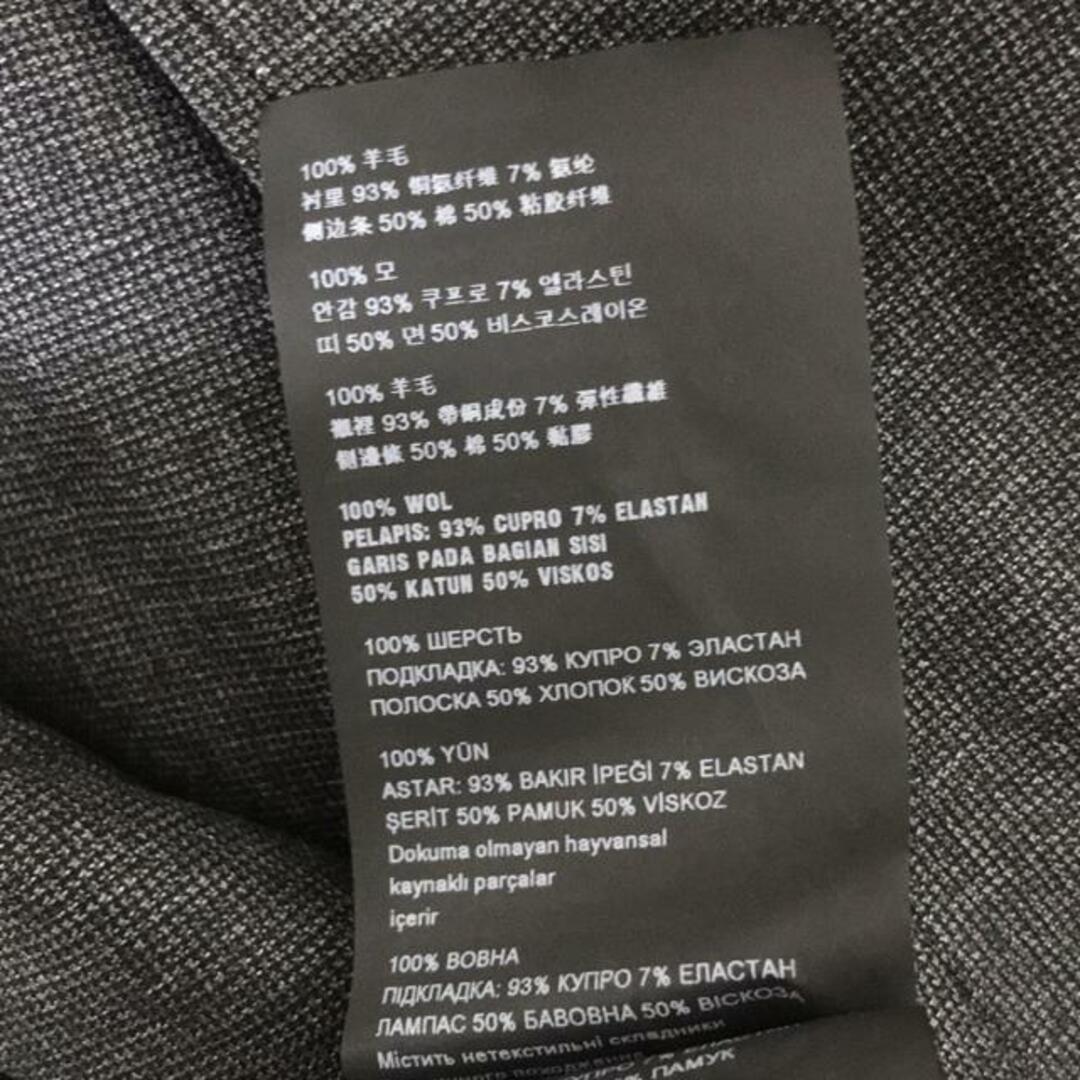 100% 羊毛
衬里 93% 铜氨纤维 7% 氨纶
侧边条 50% 棉 50% 粘胶纤维
100% 모
안감 93% 쿠프로 7% 엘라스틴
띠 50% 면 50% 비스코스레이온
100% 羊毛
襯裡 93% 帶銅成份 7% 彈性纖維
側邊條 50% 棉 50% 黏膠
100% WOL
PELAPIS: 93% CUPRO 7% ELASTAN
GARIS PADA BAGIAN SISI
50% KATUN 50% VISKOS
100% ШЕРСТЬ
ПОДКЛАДКА: 93% КУПРО 7% ЭЛАСТАН
ПОЛОСКА 50% ХЛОПОК 50% ВИСКОЗА
100% YÜN
ASTAR: 93% BAKIR İPEĞİ 7% ELASTAN
ŞERİT 50% PAMUK 50% VİSKOZ
Dokuma olmayan hayvansal
kaynaklı parçalar
içerir
100% ВОВНА
ПІДКЛАДКА: 93% КУПРО 7% ЕЛАСТАН
ЛАМПАС 50% БАВОВНА 50% ВІСКОЗА
Містить нетекстильні складники
походження
ПАМУК